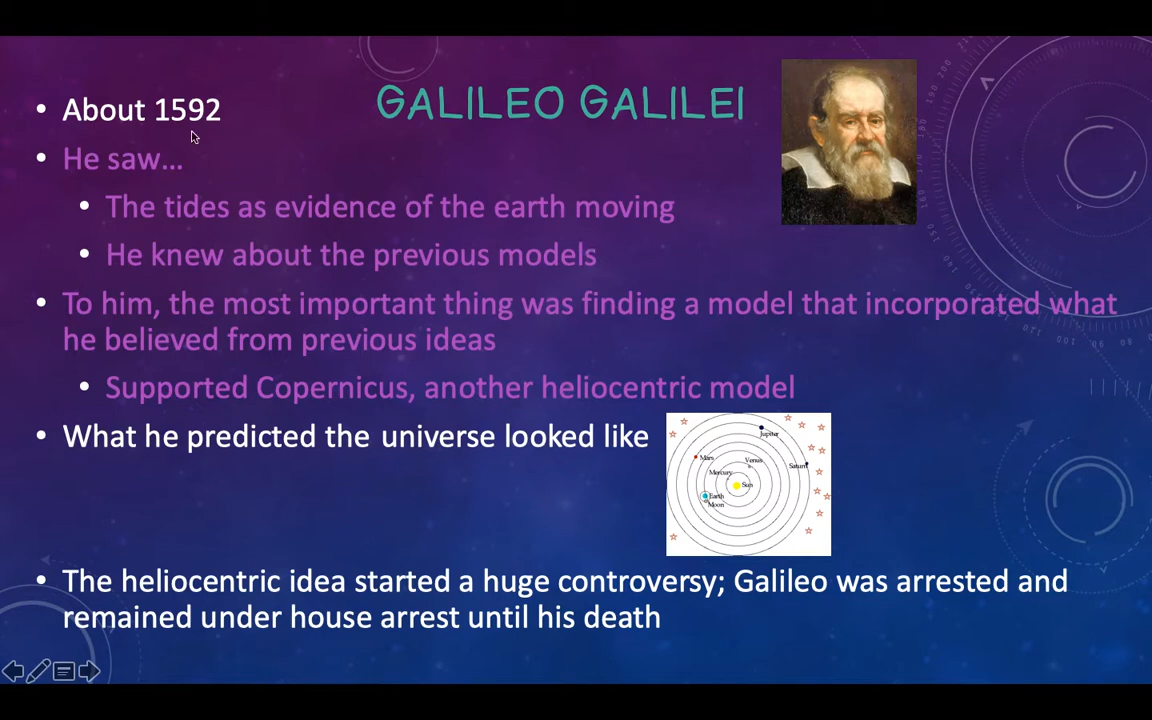 GALILEO GALILEI
• About 1592
• He saw...
• The tides as evidence of the earth moving
• He knew about the previous models
• To him, the most important thing was finding a model that incorporated what
he believed from previous ideas
• Supported Copernicus, another heliocentric model
• What he predicted the universe looked like
Jupiter
Mars
Venus
Saturn
Mercury
Sun
Earth
Moon
• The heliocentric idea started a huge controversy; Galileo was arrested and
remained under house arrest until his death